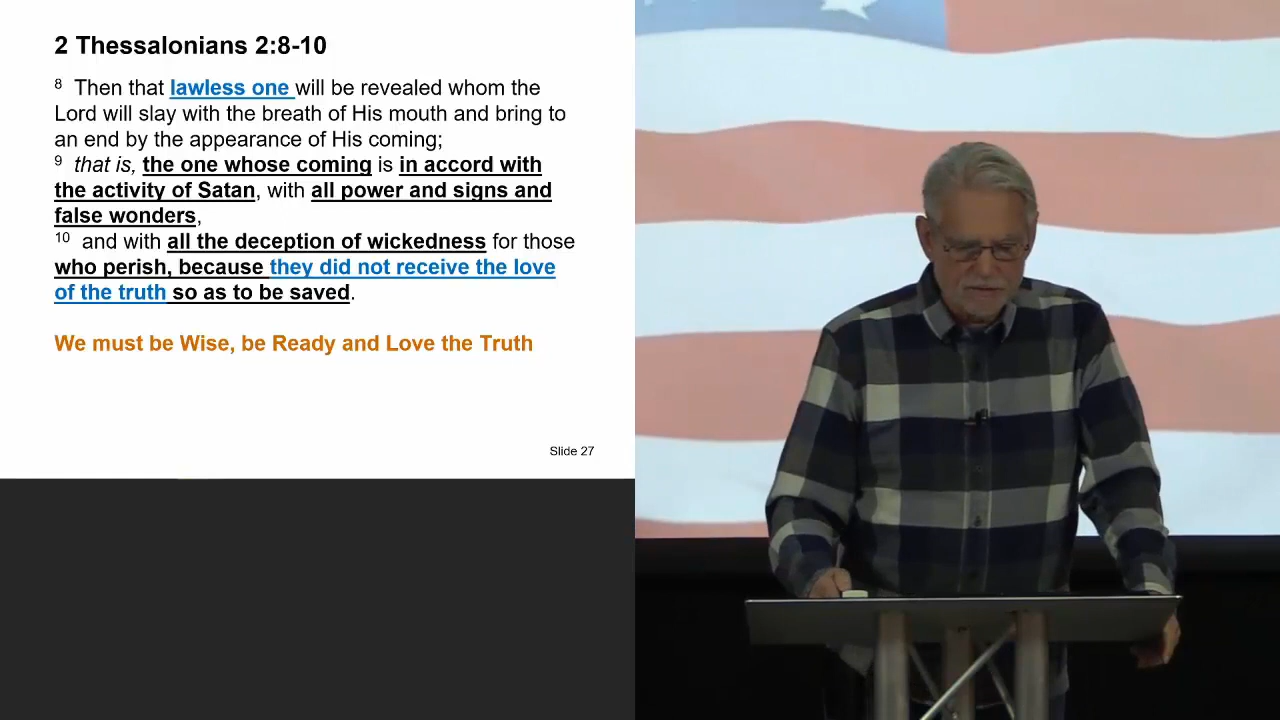 2 Thessalonians 2:8-10
8 Then that lawless one will be revealed whom the
Lord will slay with the breath of His mouth and bring to
an end by the appearance of His coming;
9 that is, the one whose coming is in accord with
the activity of Satan, with all power and signs and
false wonders,
10 and with all the deception of wickedness for those
who perish, because they did not receive the love
of the truth so as to be saved.
We must be Wise, be Ready and Love the Truth
Slide 27